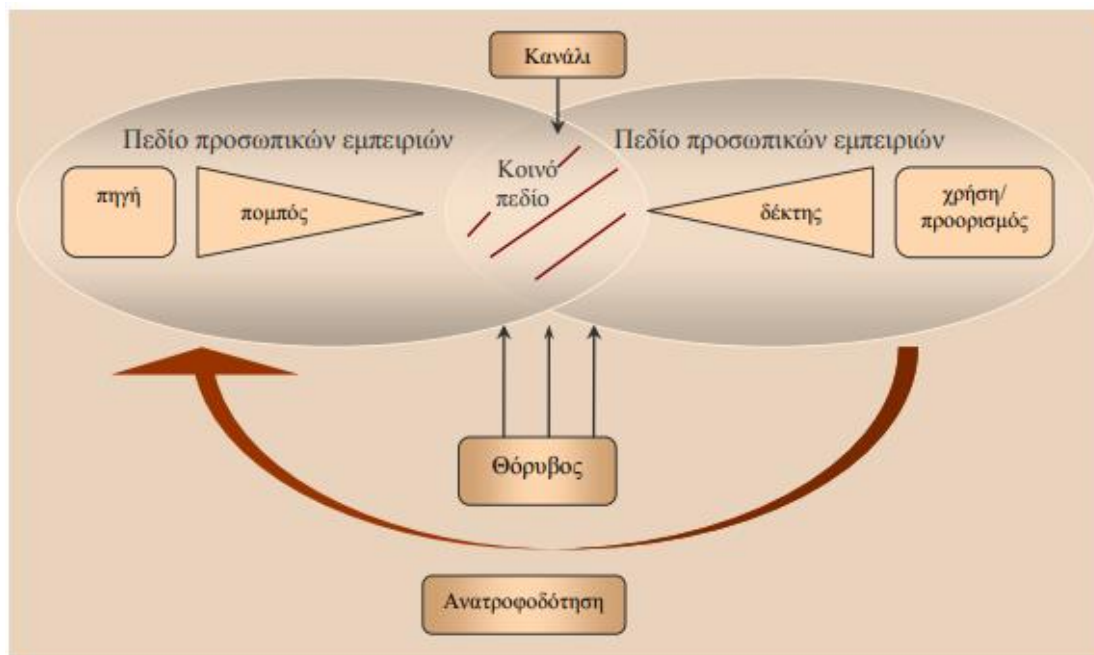 Κανάλι
Πεδίο προσωπικών εμπειριών
Πεδίο προσωπικών εμπειριών
Κοινό
πεδίο
πηγή
πομπός
δέκτης
χρήση/
προορισμός
Θόρυβος
Ανατροφοδότηση